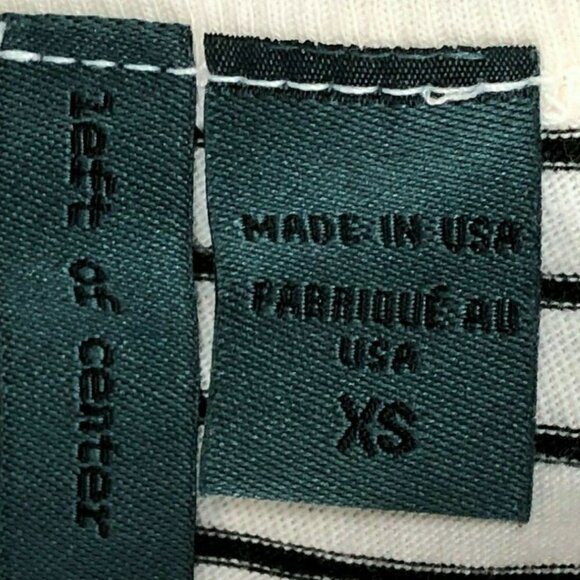 left of center
MADE IN USA
FABRIQUÉ AU
USA
XS